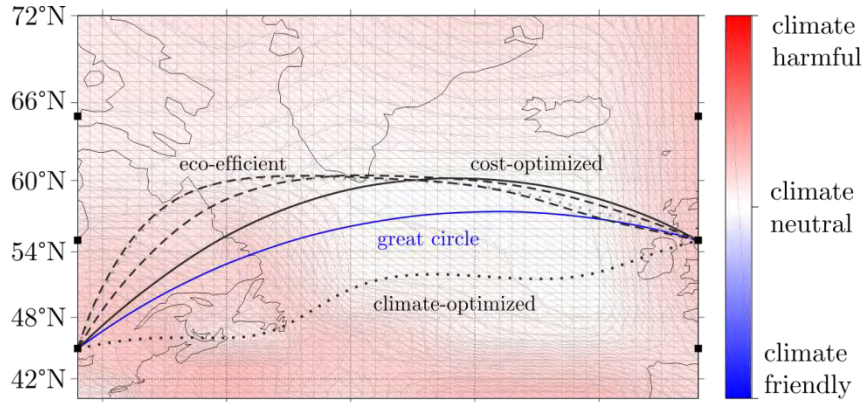 72°N
66°N
60°N
54°N
48°N
42°N
eco-efficient
cost-optimized
great circle
climate-optimized
climate
harmful
climate
neutral
climate
friendly